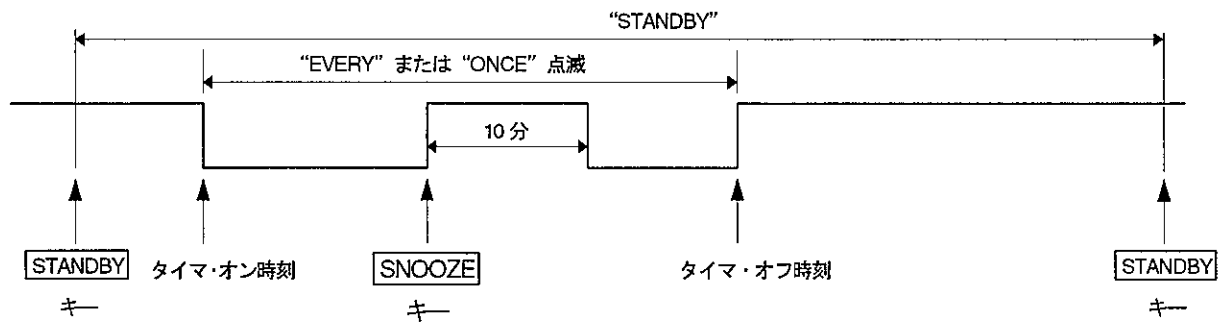 “STANDBY”
“EVERY” または “ONCE” 点滅
10 分
STANDBY
キー
タイマ・オン時刻
SNOOZE
キー
タイマ・オフ時刻
STANDBY
キー